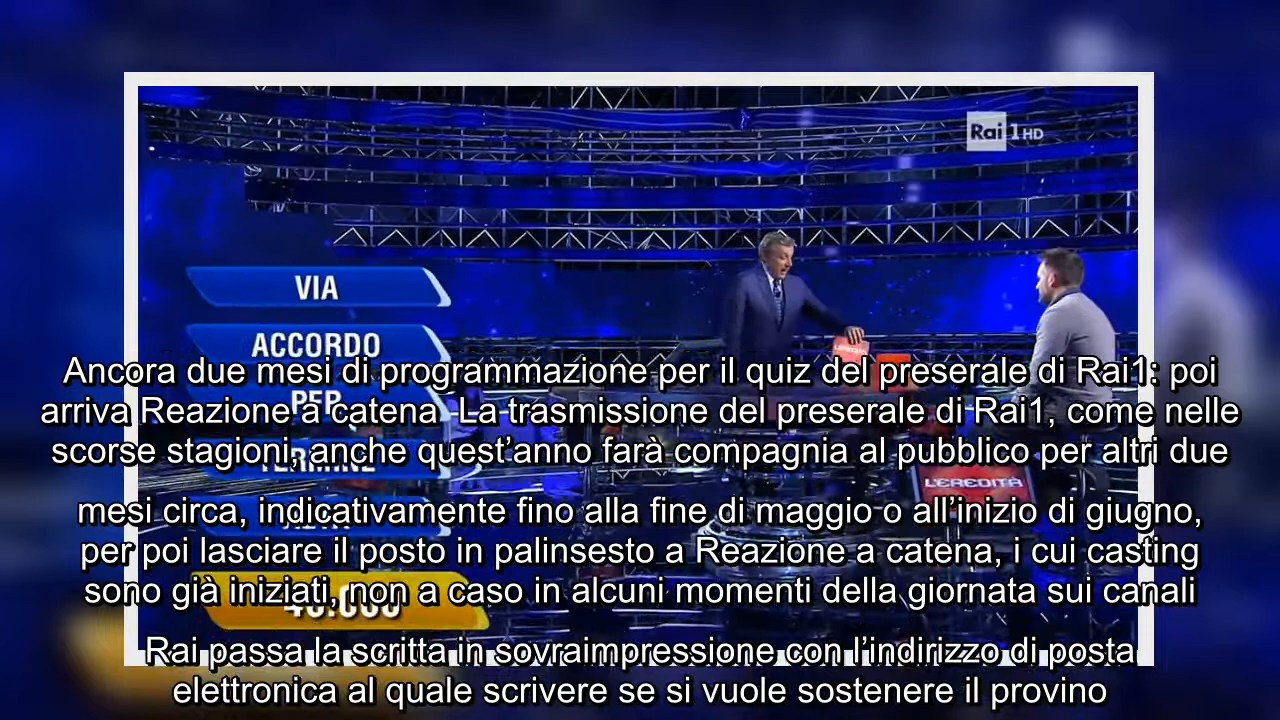 Rai 1 HD
VIA
ACCORDO
PER
TERMINE
L'EREDITÀ
L'EREDITÀ
Ancora due mesi di programmazione per il quiz del preserale di Rai1: poi
arriva Reazione a catena La trasmissione del preserale di Rai1, come nelle
scorse stagioni, anche quest’anno farà compagnia al pubblico per altri due
mesi circa, indicativamente fino alla fine di maggio o all’inizio di giugno,
per poi lasciare il posto in palinsesto a Reazione a catena, i cui casting
sono già iniziati, non a caso in alcuni momenti della giornata sui canali
Rai passa la scritta in sovraimpressione con l’indirizzo di posta
elettronica al quale scrivere se si vuole sostenere il provino